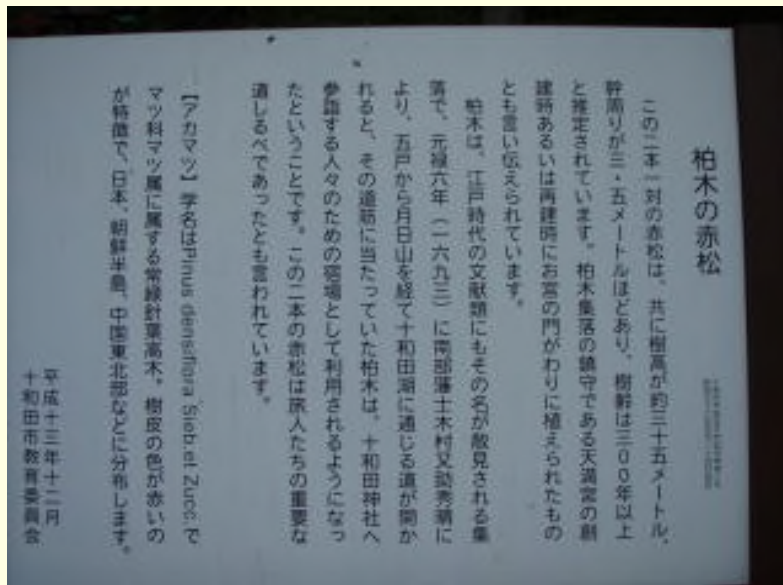 柏木の赤松
この二本一対の赤松は、共に樹高が約三十五メートル、
幹周りが三・五メートルほどあり、樹齢は三００年以上
と推定されています。柏木集落の鎮守である天満宮の創
建時あるいは再建時にお宮の門がわりに植えられたもの
とも言い伝えられています。
柏木は、江戸時代の文献類にもその名が散見される集
落で、元禄六年（一六九三）に南部藩士木村又助秀晴に
より、五戸から月日山を経て十和田湖に通じる道が開か
れると、その道筋に当たっていた柏木は、十和田神社へ
参詣する人々のための宿場として利用されるようになっ
たということです。この二本の赤松は旅人たちの重要な
道しるべであったとも言われています。
【アカマツ】学名はPinus densiflora Sieb et Zucc.で
マツ科マツ属に属する常緑針葉高木。樹皮の色が赤いの
が特徴で、日本、朝鮮半島、中国東北部などに分布します。
平成十三年十二月
十和田市教育委員会